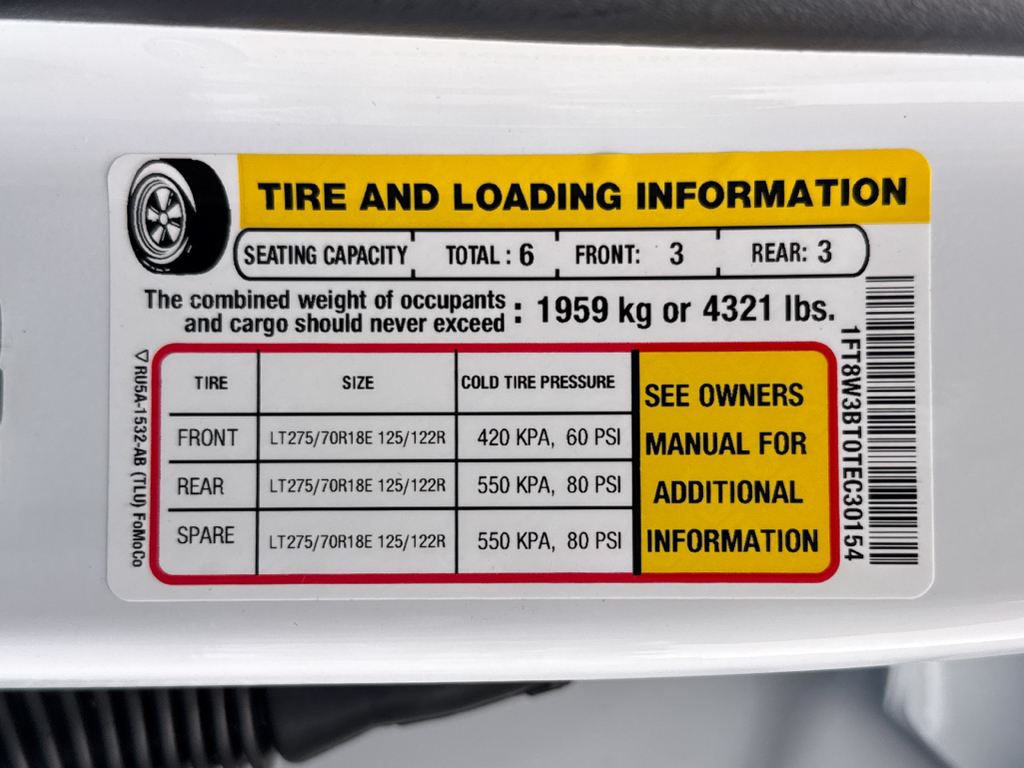 TIRE AND LOADING INFORMATION
SEATING CAPACITY TOTAL: 6 FRONT: 3 REAR: 3
The combined weight of occupants
and cargo should never exceed : 1959 kg or 4321 lbs.
TIRE SIZE COLD TIRE PRESSURE
FRONT LT275/70R18E 125/122R 420 KPA, 60 PSI
REAR LT275/70R18E 125/122R 550 KPA, 80 PSI
SPARE LT275/70R18E 125/122R 550 KPA, 80 PSI
SEE OWNERS
MANUAL FOR
ADDITIONAL
INFORMATION
1FT8W3BT0TEC30154
▽RU5A-1532-AB (TLU) FoMoCo